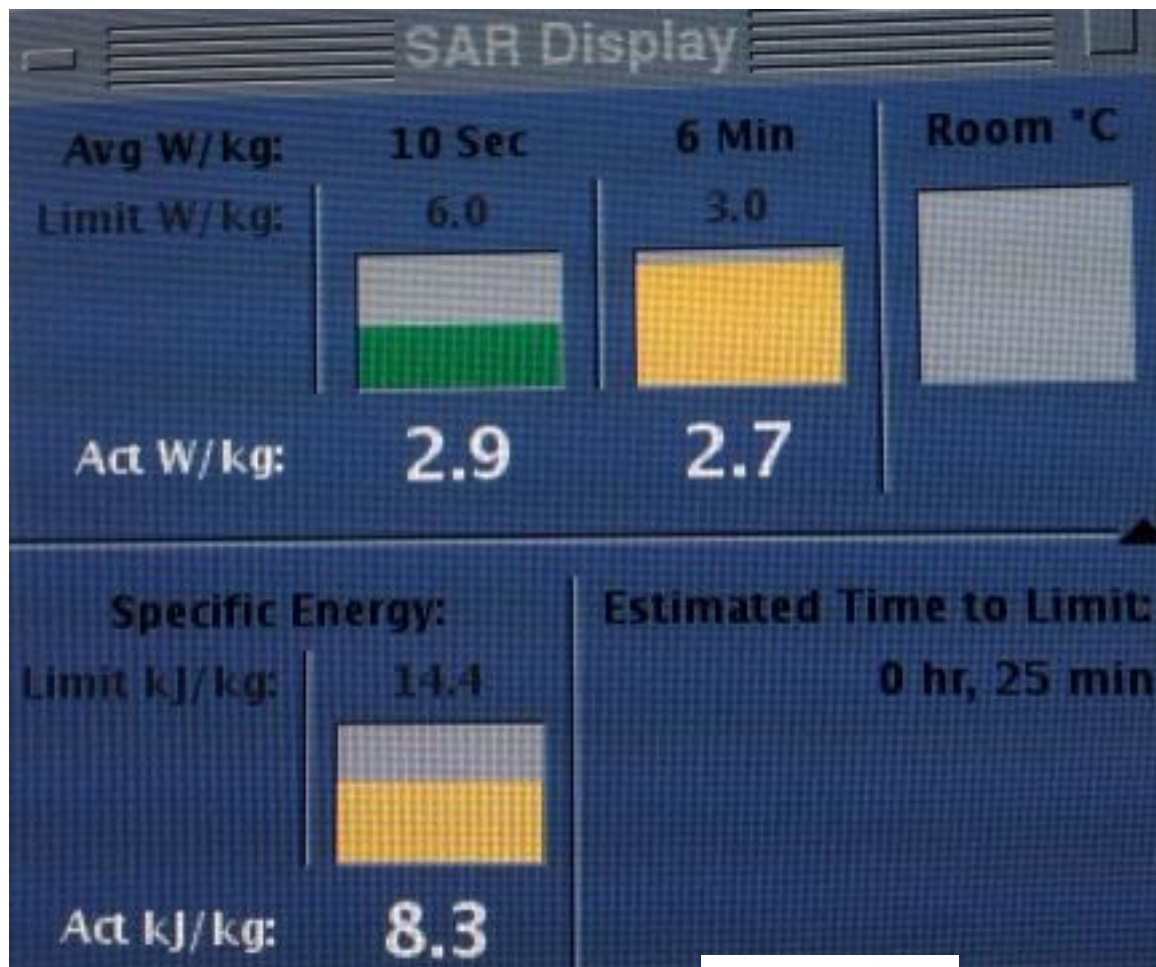 SAR Display
Avg W/kg: 10 Sec 6 Min Room °C
Limit W/kg: 6.0 3.0
Act W/kg: 2.9 2.7
Specific Energy: Estimated Time to Limit:
Limit kJ/kg: 14.4 0 hr, 25 min
Act kJ/kg: 8.3